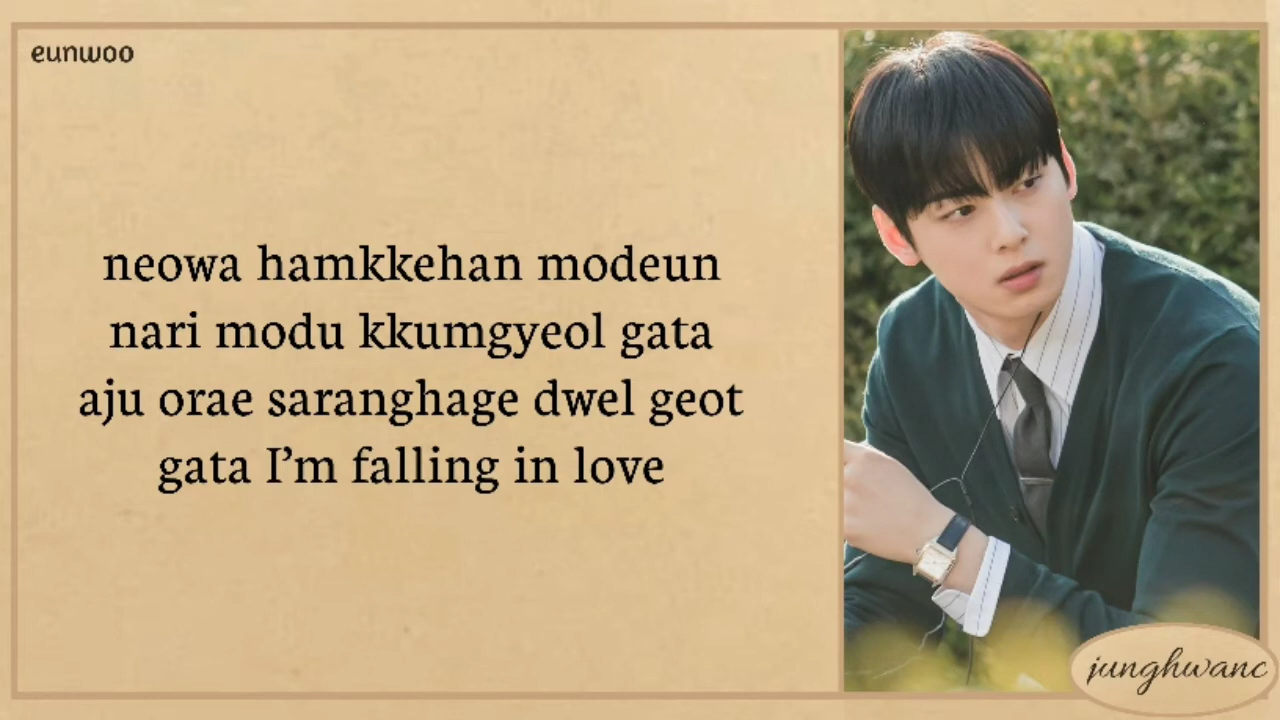 eunwoo
neowa hamkkehan modeun
nari modu kkumgyeol gata
aju orae saranghage dwel geot
gata I’m falling in love
junghwanc